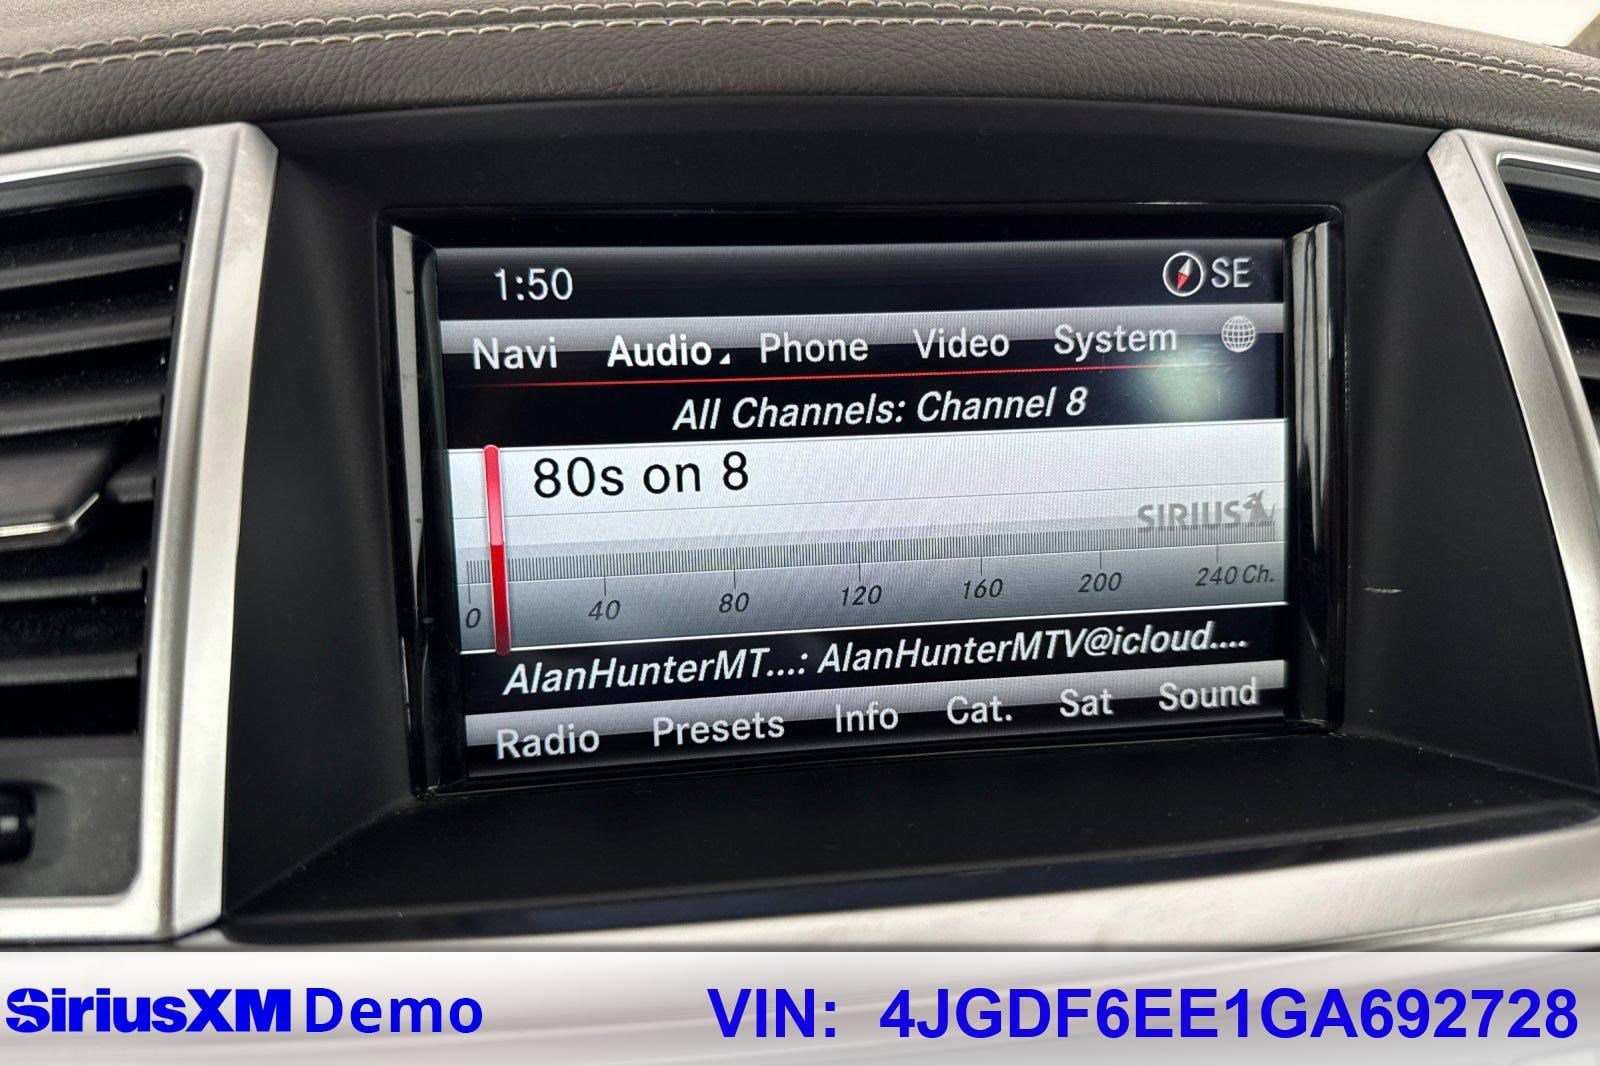 1:50 SE
Navi Audio Phone Video System
All Channels: Channel 8
80s on 8
SIRIUS
0 40 80 120 160 200 240 Ch.
AlanHunterMT...: AlanHunterMTV@icloud....
Radio Presets Info Cat. Sat Sound
SiriusXM Demo VIN: 4JGDF6EE1GA692728